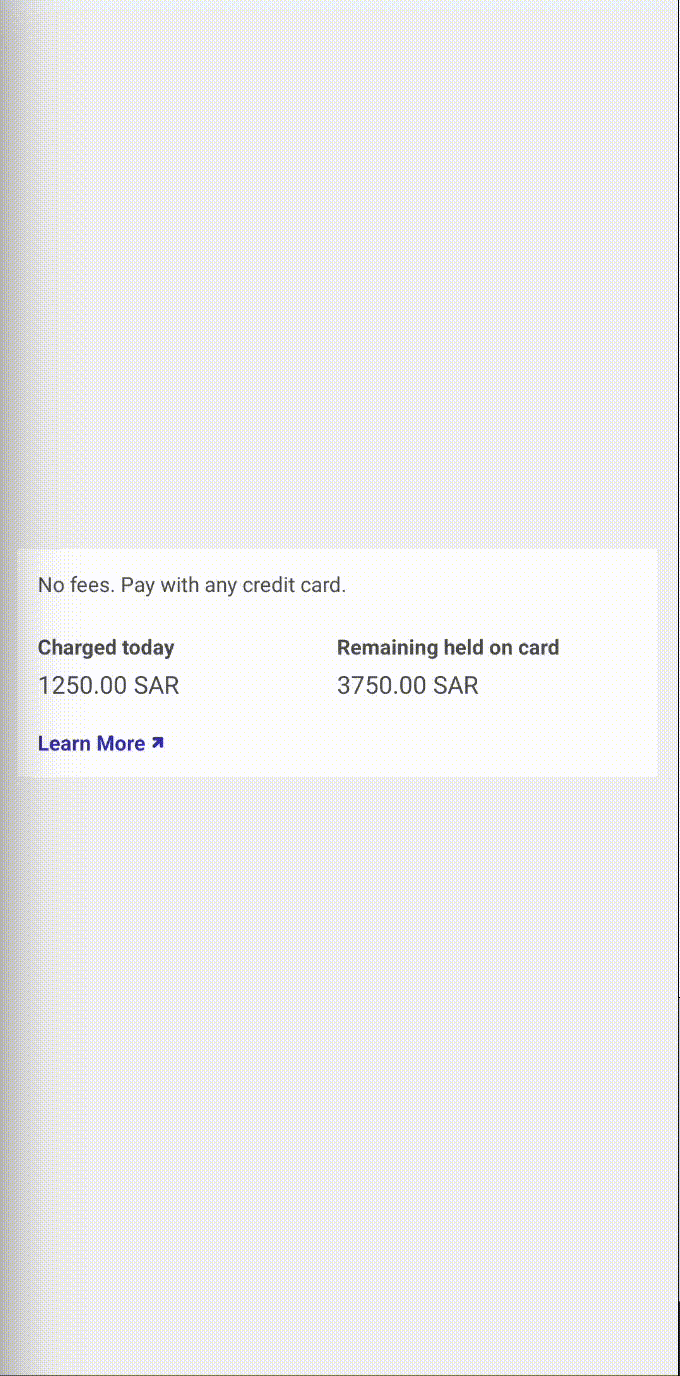 No fees. Pay with any credit card.
Charged today
Remaining held on card
1250.00 SAR
3750.00 SAR
Learn More ↗